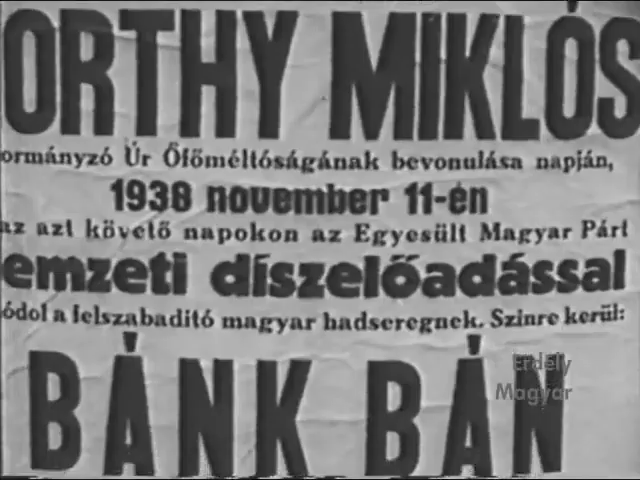 ORTHY MIKLÓS
ormányzó Úr Őfőméltóságának bevonulása napján,
1938 november 11-én
az azt követő napokon az Egyesült Magyar Párt
emzeti díszelőadással
ódol a felszabadító magyar hadseregnek. Szinre kerül:
BÁNK BÁN
Erdély
Magyar